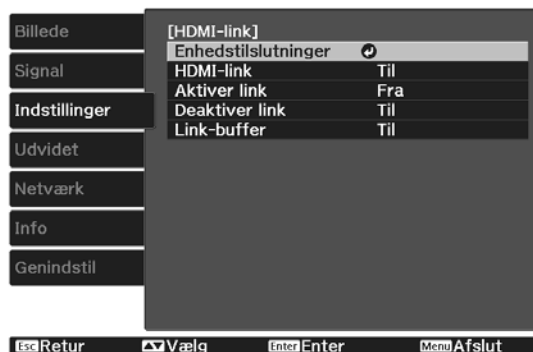 Billede
Signal
Indstillinger
Udvidet
Netværk
Info
Genindstil
[HDMI-link]
Enhedstilslutninger
HDMI-link Til
Aktiver link Fra
Deaktiver link Til
Link-buffer Til
Esc Retur Vælg Enter Enter Menu Afslut